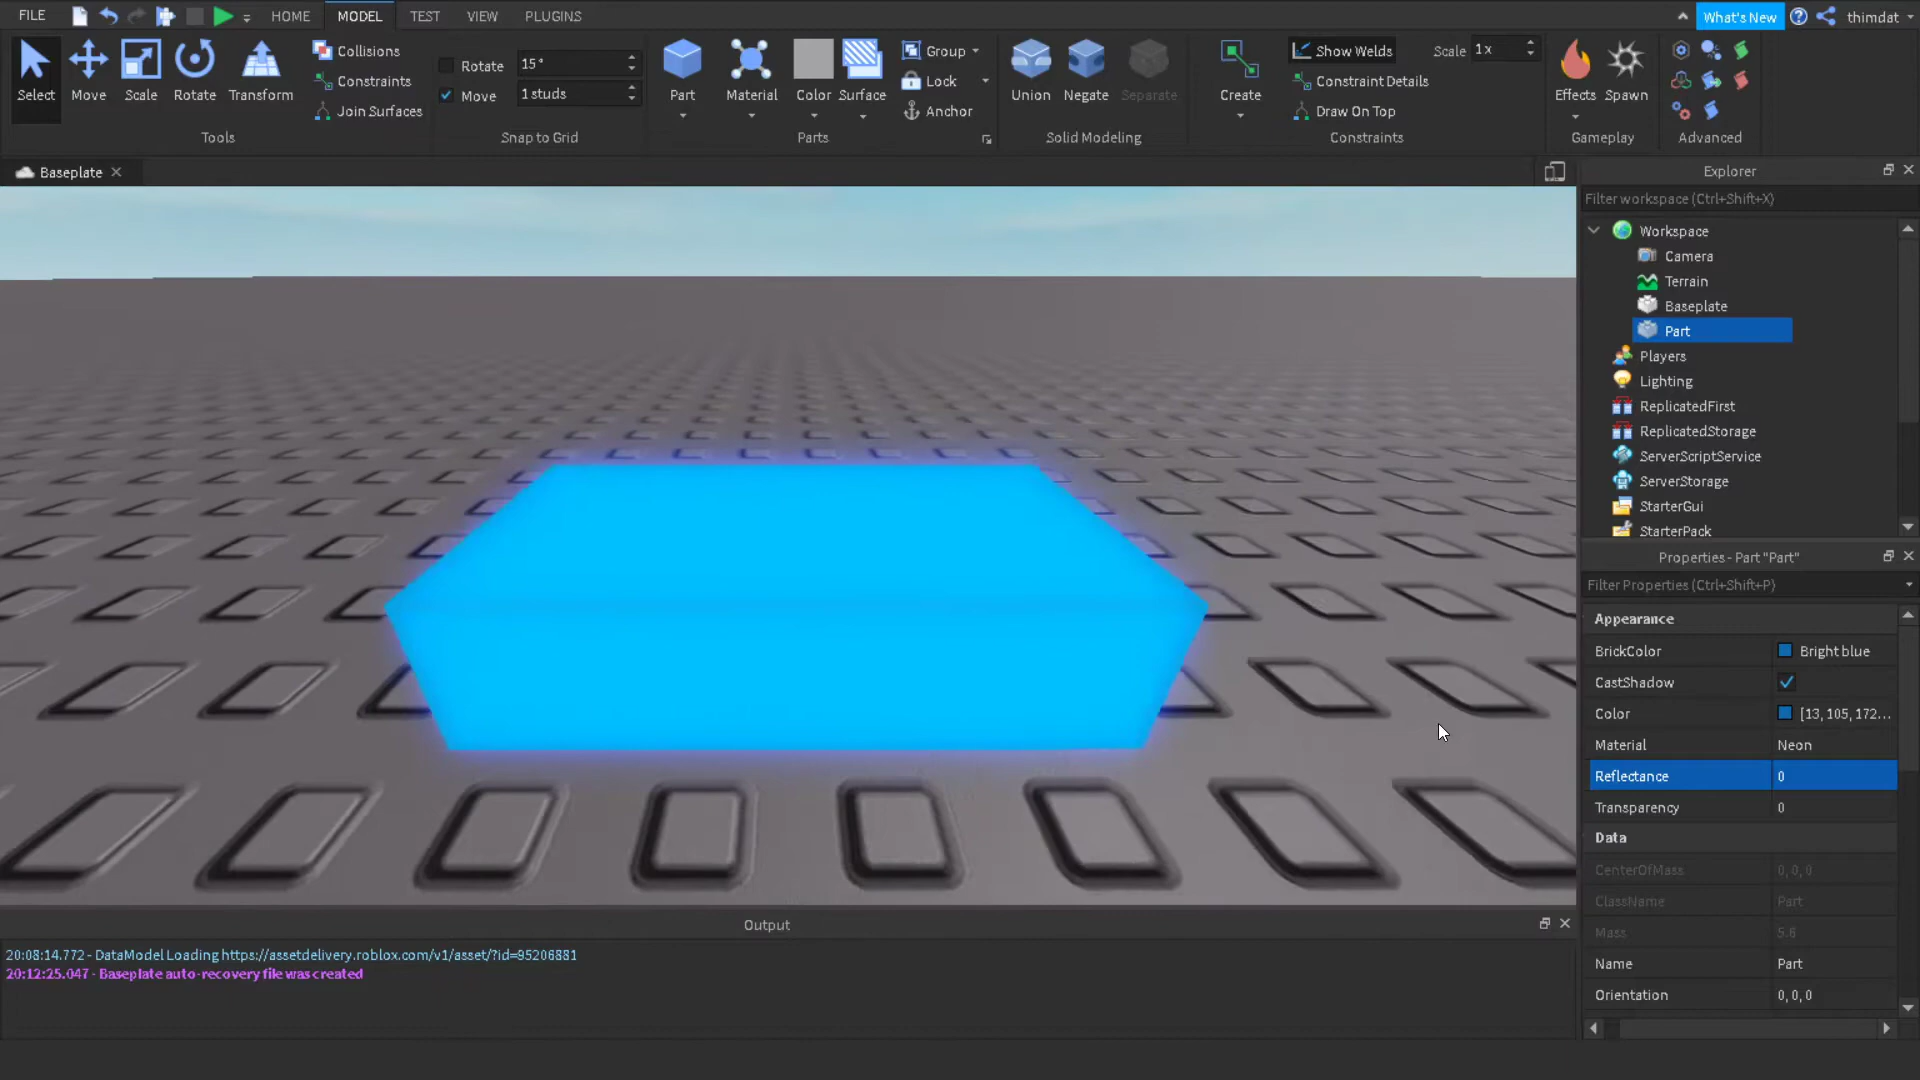 FILE
HOME
MODEL
TEST
VIEW
PLUGINS
What's New
thimdat
Select
Move
Scale
Rotate
Transform
Collisions
Constraints
Join Surfaces
Tools
Rotate 15°
Move 1 studs
Snap to Grid
Part
Material
Color
Surface
Group
Lock
Anchor
Parts
Union
Negate
Separate
Solid Modeling
Create
Show Welds
Scale 1x
Constraint Details
Draw On Top
Constraints
Effects
Spawn
Gameplay
Advanced
Baseplate
Explorer
Filter workspace (Ctrl+Shift+X)
Workspace
Camera
Terrain
Baseplate
Part
Players
Lighting
ReplicatedFirst
ReplicatedStorage
ServerScriptService
ServerStorage
StarterGui
StarterPack
Properties - Part "Part"
Filter Properties (Ctrl+Shift+P)
Appearance
BrickColor Bright blue
CastShadow
Color [13, 105, 172...
Material Neon
Reflectance 0
Transparency 0
Data
CenterOfMass 0, 0, 0
ClassName Part
Mass 5.6
Name Part
Orientation 0, 0, 0
Output
20:08:14.772 - DataModel Loading https://assetdelivery.roblox.com/v1/asset/?id=95206881
20:12:25.047 - Baseplate auto-recovery file was created